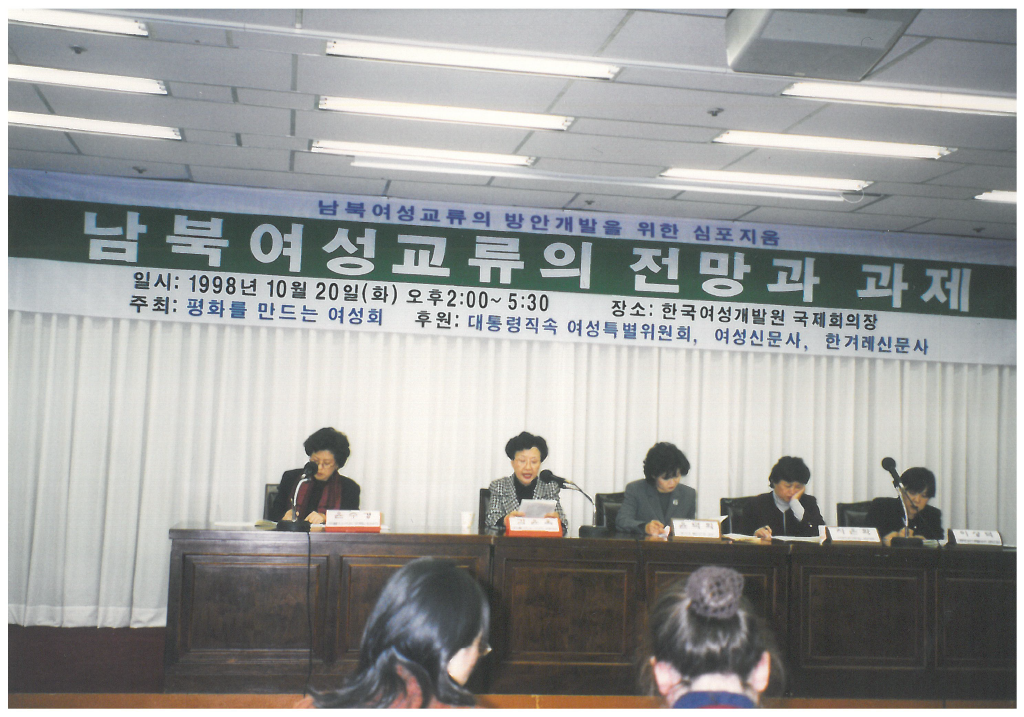 남북여성교류의 방안개발을 위한 심포지움
남북여성교류의 전망과 과제
일시: 1998년 10월 20일(화) 오후2:00~5:30 장소: 한국여성개발원 국제회의장
주최: 평화를 만드는 여성회 후원: 대통령직속 여성특별위원회, 여성신문사, 한겨레신문사